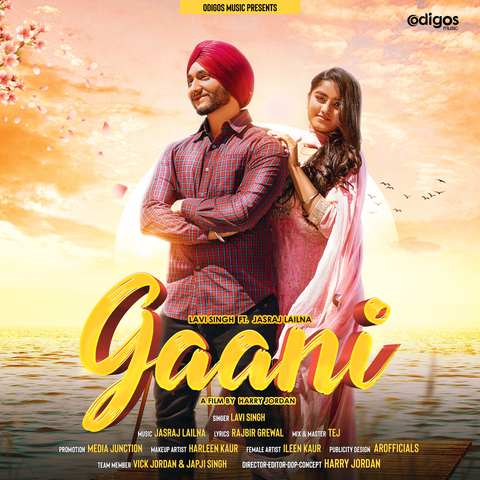 ODIGOS MUSIC PRESENTS
odigos
music
LAVI SINGH FT. JASRAJ LAILNA
Gaani
A FILM BY HARRY JORDAN
SINGER LAVI SINGH
MUSIC JASRAJ LAILNA LYRICS RAJBIR GREWAL MIX & MASTER TEJ
PROMOTION MEDIA JUNCTION MAKEUP ARTIST HARLEEN KAUR FEMALE ARTIST ILEEN KAUR PUBLICITY DESIGN AROFFICIALS
TEAM MEMBER VICK JORDAN & JAPJI SINGH DIRECTOR-EDITOR-DOP-CONCEPT HARRY JORDAN